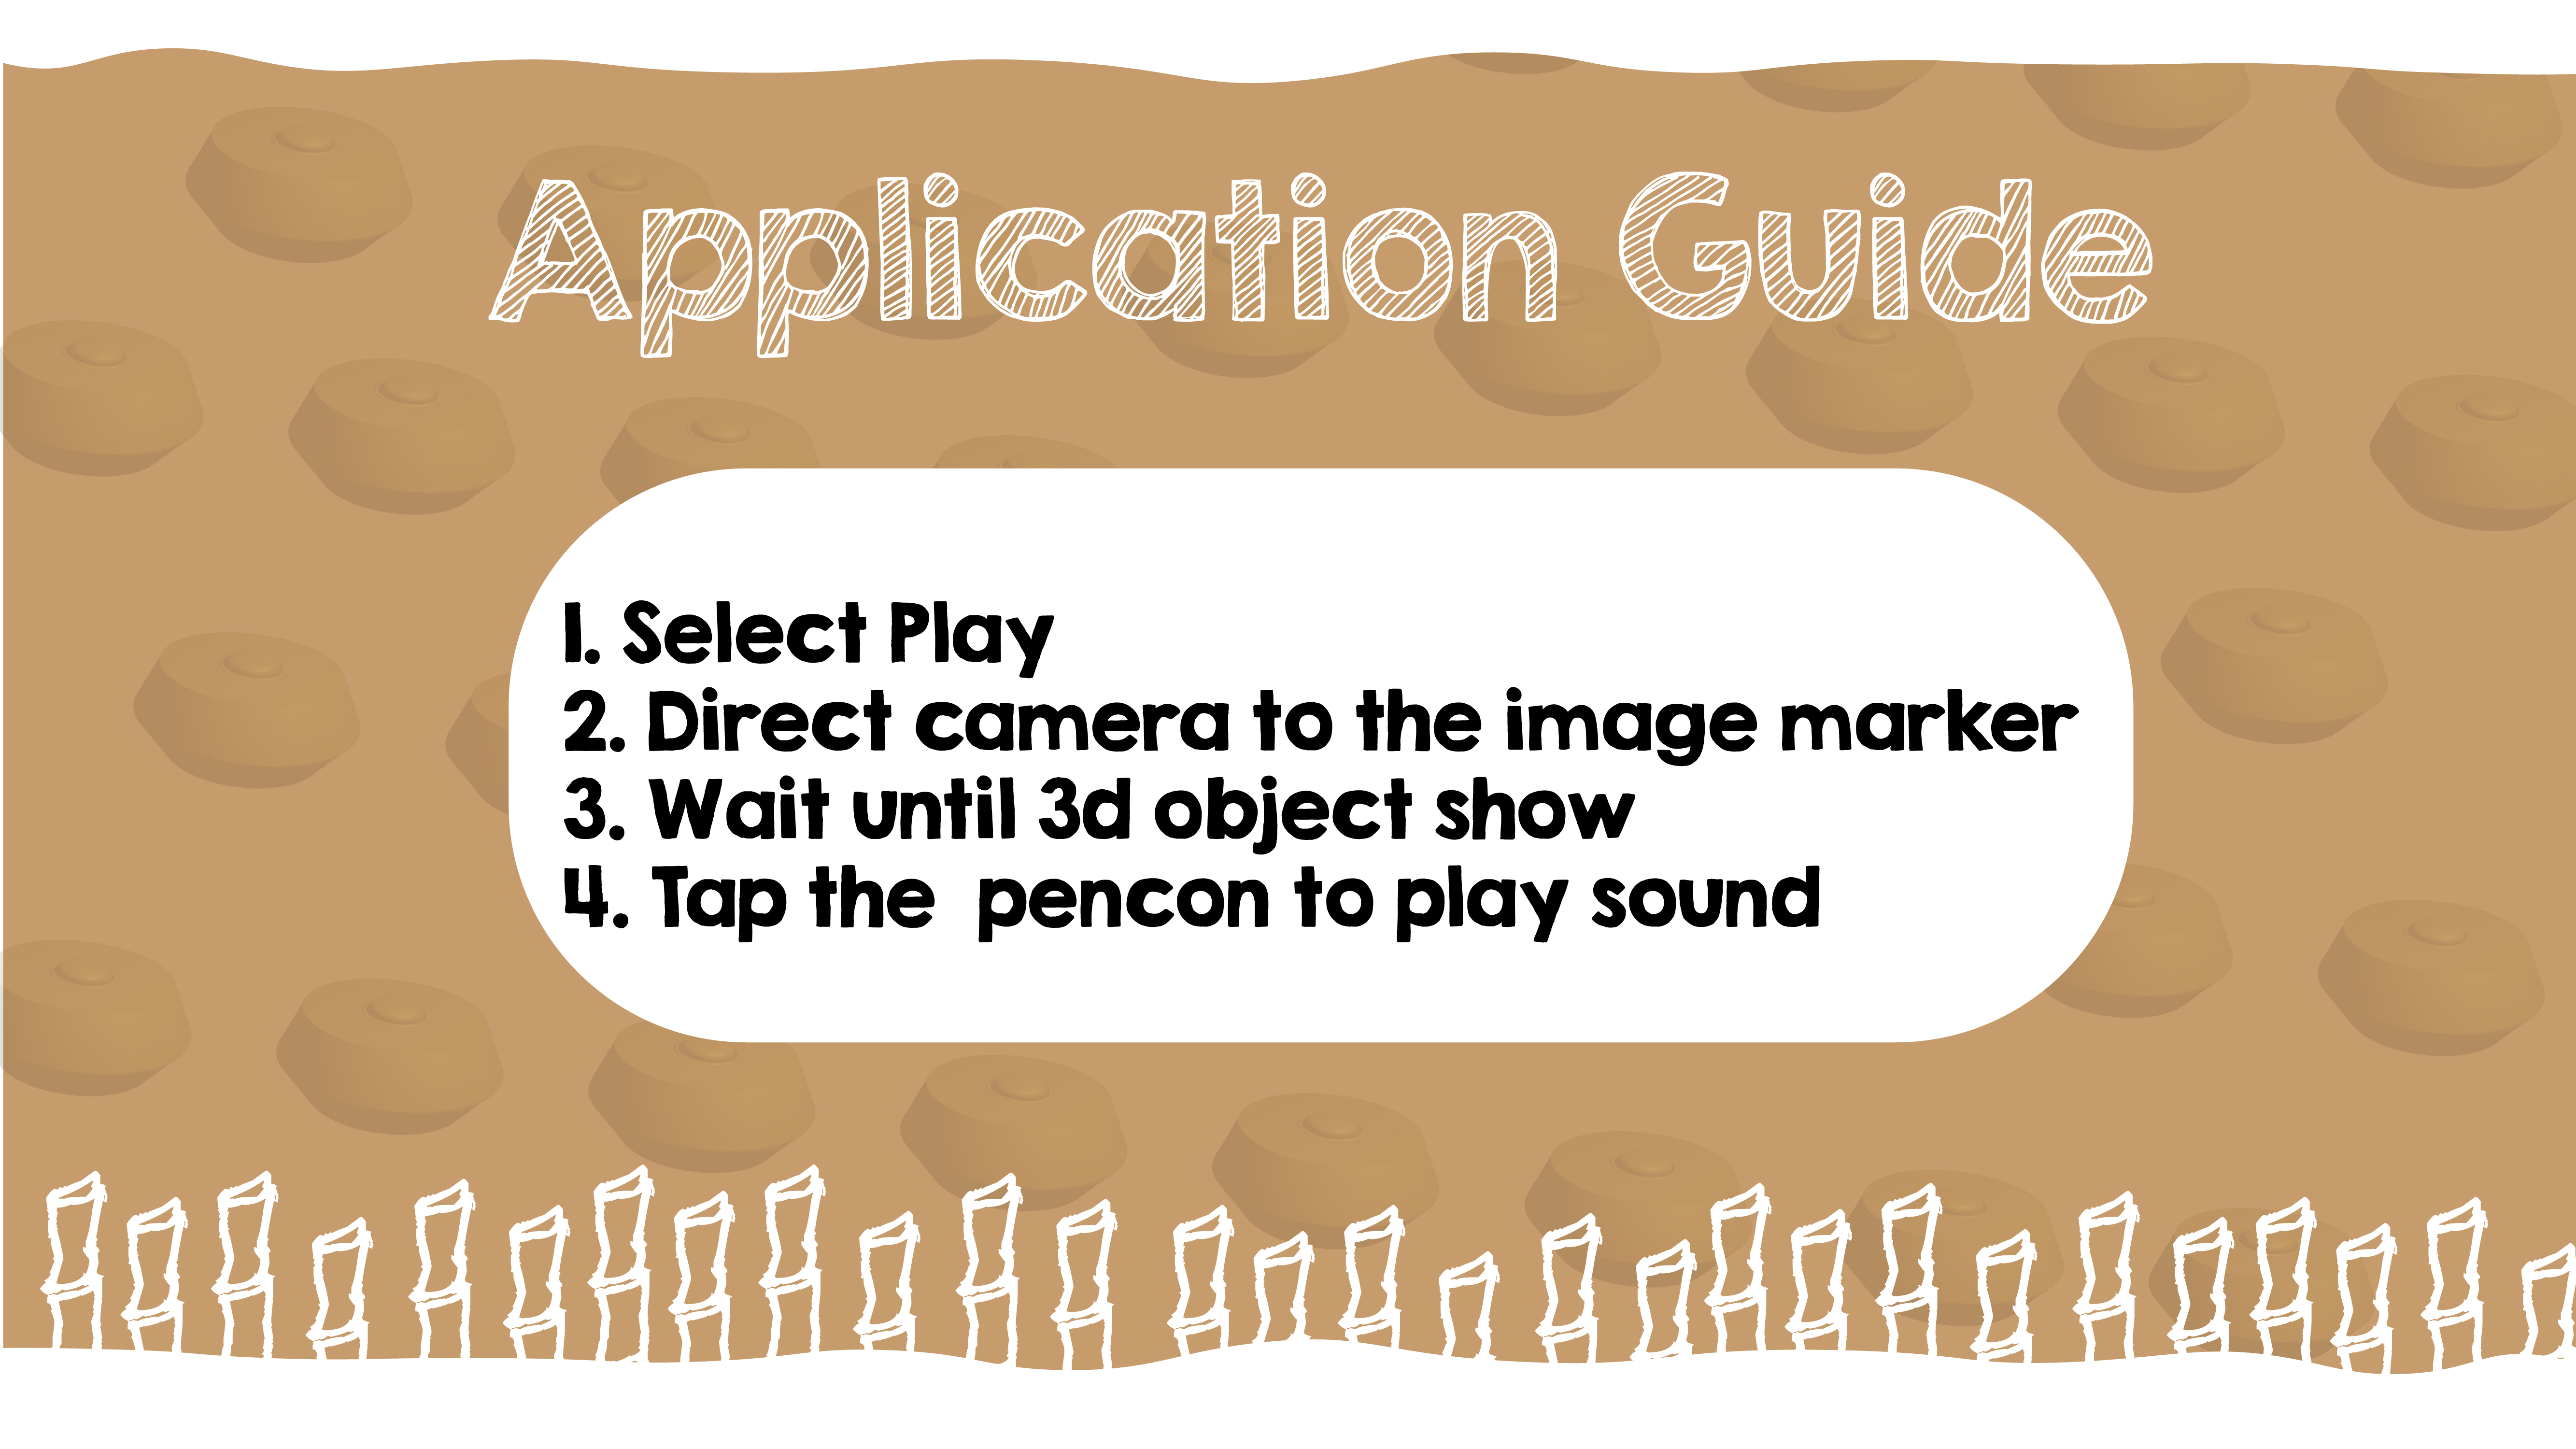 Application Guide
1. Select Play
2. Direct camera to the image marker
3. Wait until 3d object show
4. Tap the  pencon to play sound